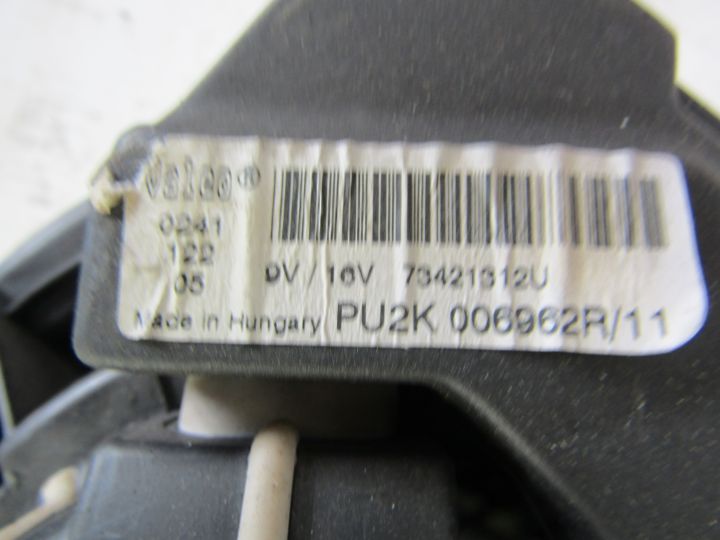 Valeo®
0241
122
05
9V / 16V 73421312U
Made in Hungary PU2K 006962R/11